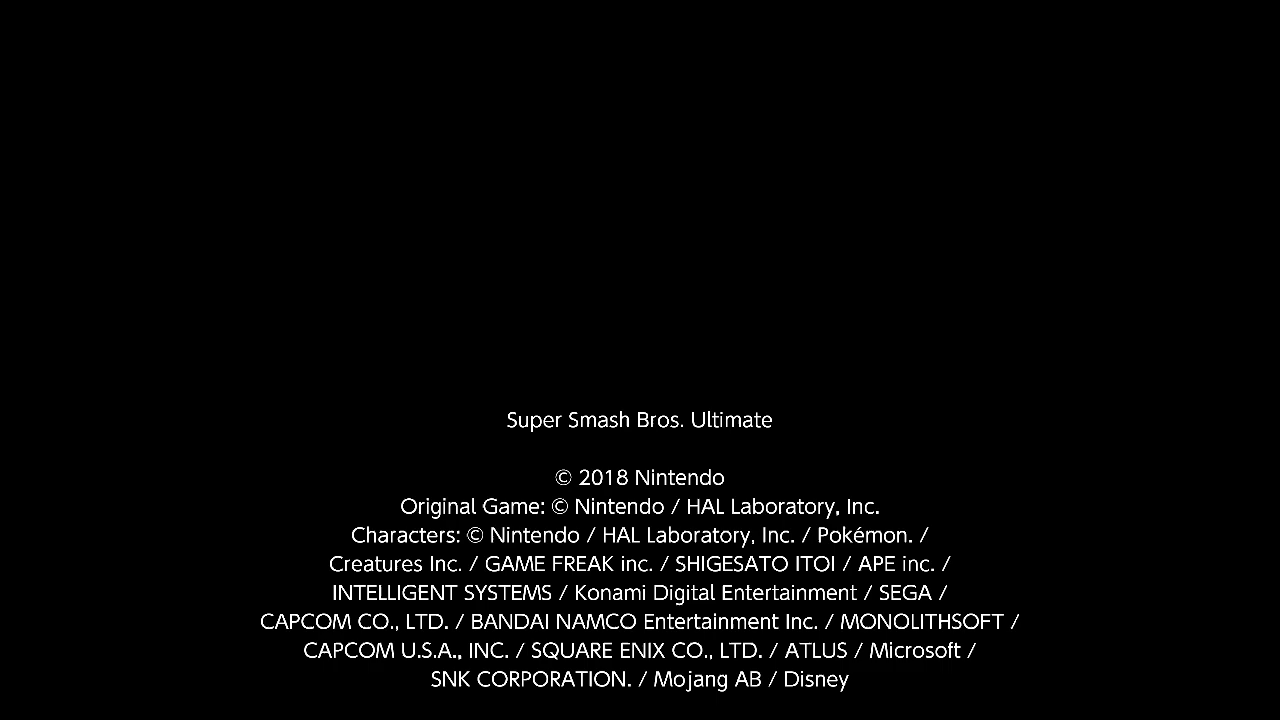 Super Smash Bros. Ultimate
© 2018 Nintendo
Original Game: © Nintendo / HAL Laboratory, Inc.
Characters: © Nintendo / HAL Laboratory, Inc. / Pokémon. /
Creatures Inc. / GAME FREAK inc. / SHIGESATO ITOI / APE inc. /
INTELLIGENT SYSTEMS / Konami Digital Entertainment / SEGA /
CAPCOM CO., LTD. / BANDAI NAMCO Entertainment Inc. / MONOLITHSOFT /
CAPCOM U.S.A., INC. / SQUARE ENIX CO., LTD. / ATLUS / Microsoft /
SNK CORPORATION. / Mojang AB / Disney